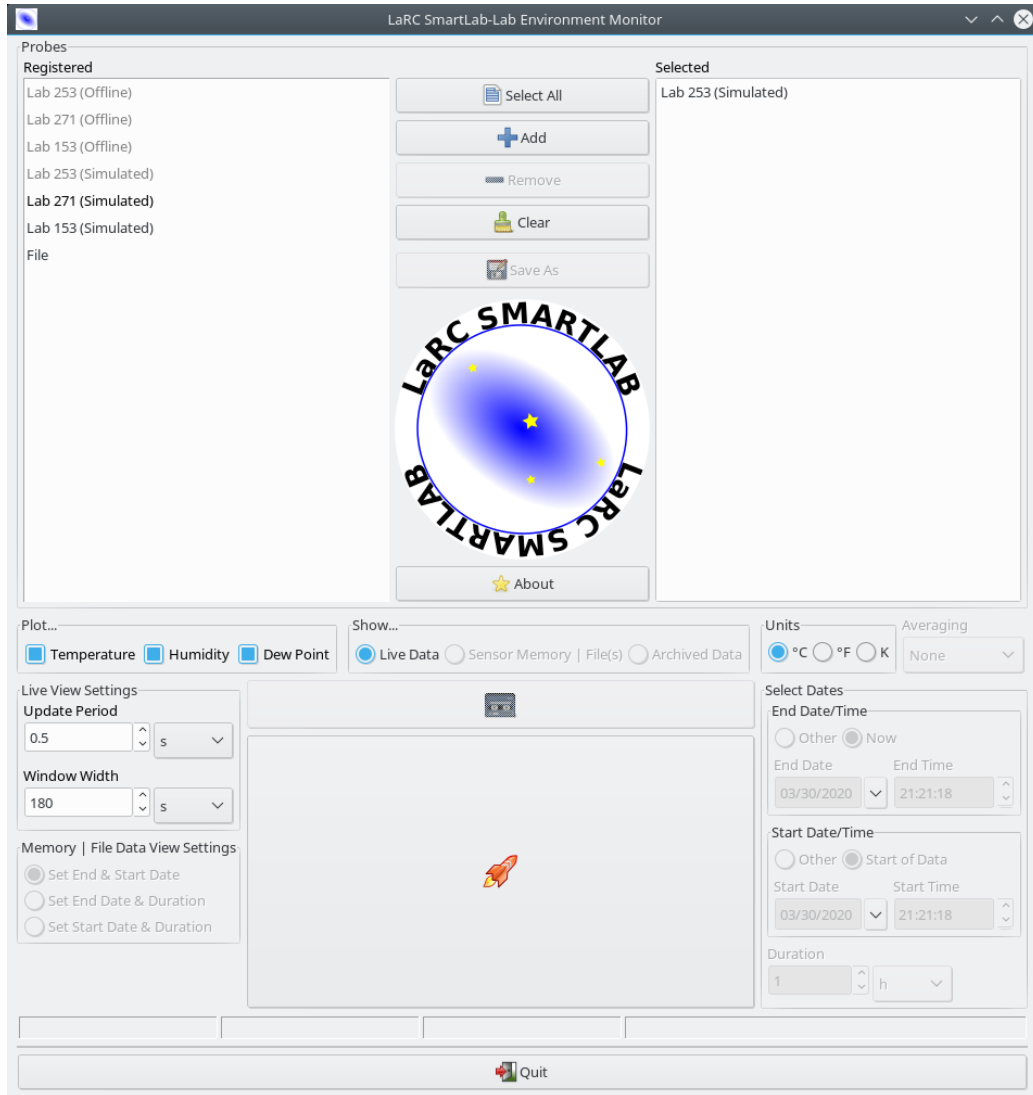 LaRC SmartLab-Lab Environment Monitor
Probes
Registered
Lab 253 (Offline)
Lab 271 (Offline)
Lab 153 (Offline)
Lab 253 (Simulated)
Lab 271 (Simulated)
Lab 153 (Simulated)
File
Select All
Add
Remove
Clear
Save As
LaRC SMARTLAB
LaRC SMARTLAB
About
Selected
Lab 253 (Simulated)
Plot...
Temperature Humidity Dew Point
Show...
Live Data Sensor Memory | File(s) Archived Data
Units
°C °F K
Averaging
None
Live View Settings
Update Period
0.5 s
Window Width
180 s
Memory | File Data View Settings
Set End & Start Date
Set End Date & Duration
Set Start Date & Duration
Select Dates
End Date/Time
Other Now
End Date End Time
03/30/2020 21:21:18
Start Date/Time
Other Start of Data
Start Date Start Time
03/30/2020 21:21:18
Duration
1 h
Quit